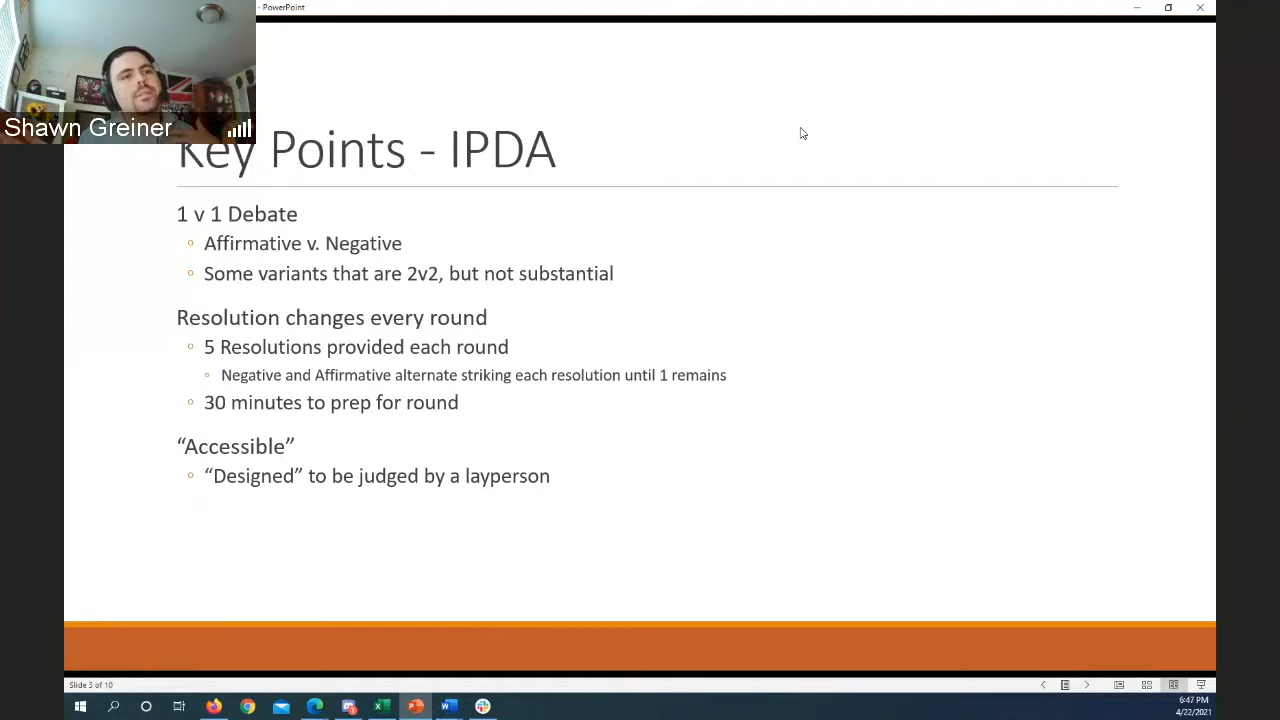 - PowerPoint
Shawn Greiner
Key Points - IPDA
1 v 1 Debate
Affirmative v. Negative
Some variants that are 2v2, but not substantial
Resolution changes every round
5 Resolutions provided each round
Negative and Affirmative alternate striking each resolution until 1 remains
30 minutes to prep for round
“Accessible”
“Designed” to be judged by a layperson
Slide 3 of 10
6:47 PM
4/22/2021